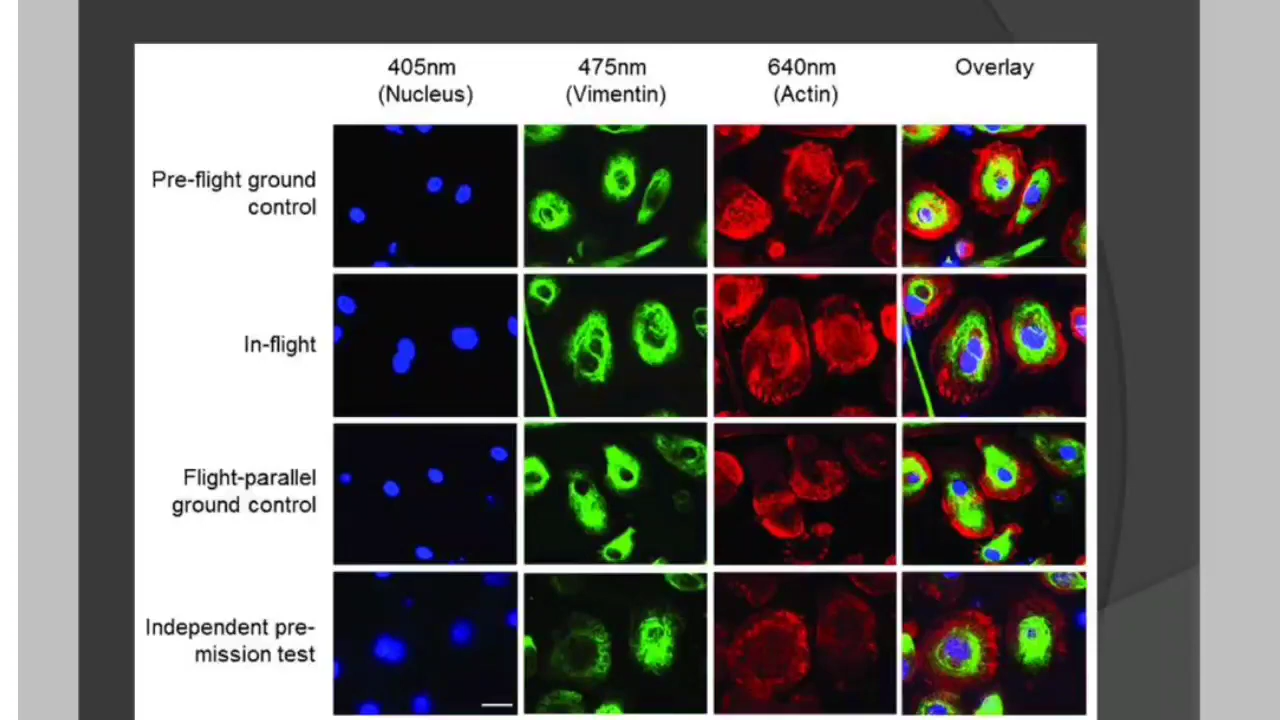 405nm
(Nucleus)
475nm
(Vimentin)
640nm
(Actin)
Overlay
Pre-flight ground
control
In-flight
Flight-parallel
ground control
Independent pre-
mission test